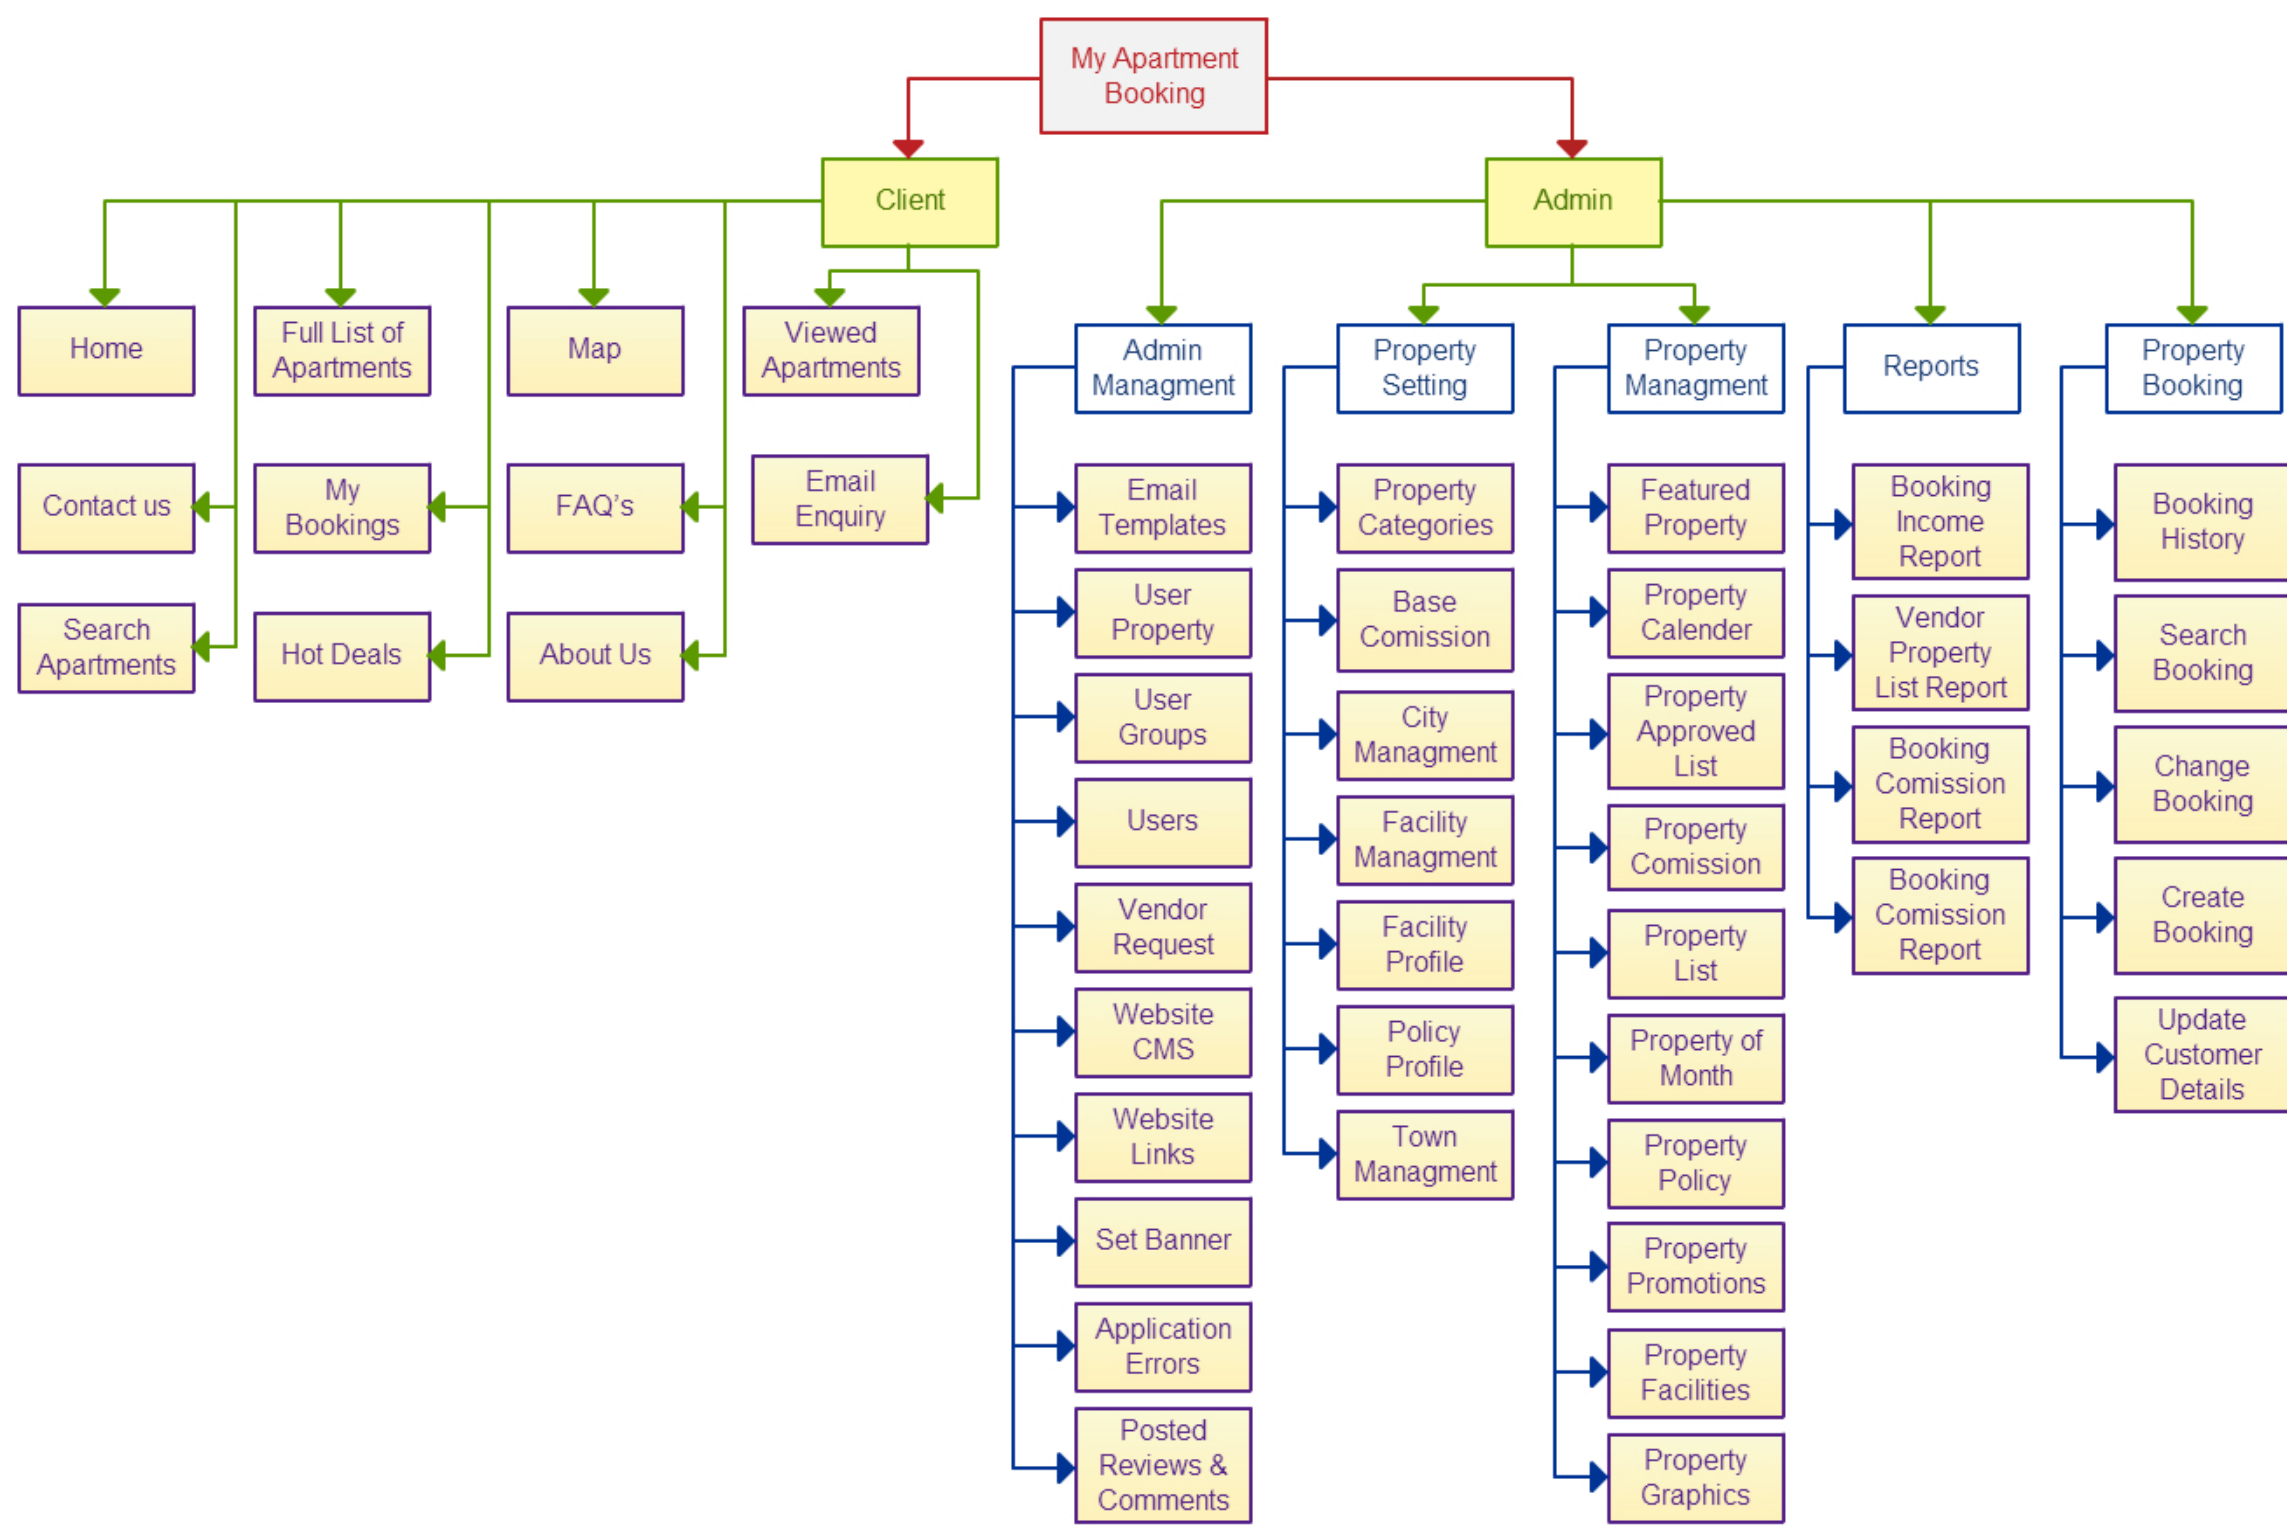 My Apartment
Booking
Client
Admin
Home
Full List of
Apartments
Map
Viewed
Apartments
Contact us
My
Bookings
FAQ's
Email
Enquiry
Search
Apartments
Hot Deals
About Us
Admin
Managment
Email
Templates
User
Property
User
Groups
Users
Vendor
Request
Website
CMS
Website
Links
Set Banner
Application
Errors
Posted
Reviews &
Comments
Property
Setting
Property
Categories
Base
Comission
City
Managment
Facility
Managment
Facility
Profile
Policy
Profile
Town
Managment
Property
Managment
Featured
Property
Property
Calender
Property
Approved
List
Property
Comission
Property
List
Property of
Month
Property
Policy
Property
Promotions
Property
Facilities
Property
Graphics
Reports
Booking
Income
Report
Vendor
Property
List Report
Booking
Comission
Report
Booking
Comission
Report
Property
Booking
Booking
History
Search
Booking
Change
Booking
Create
Booking
Update
Customer
Details